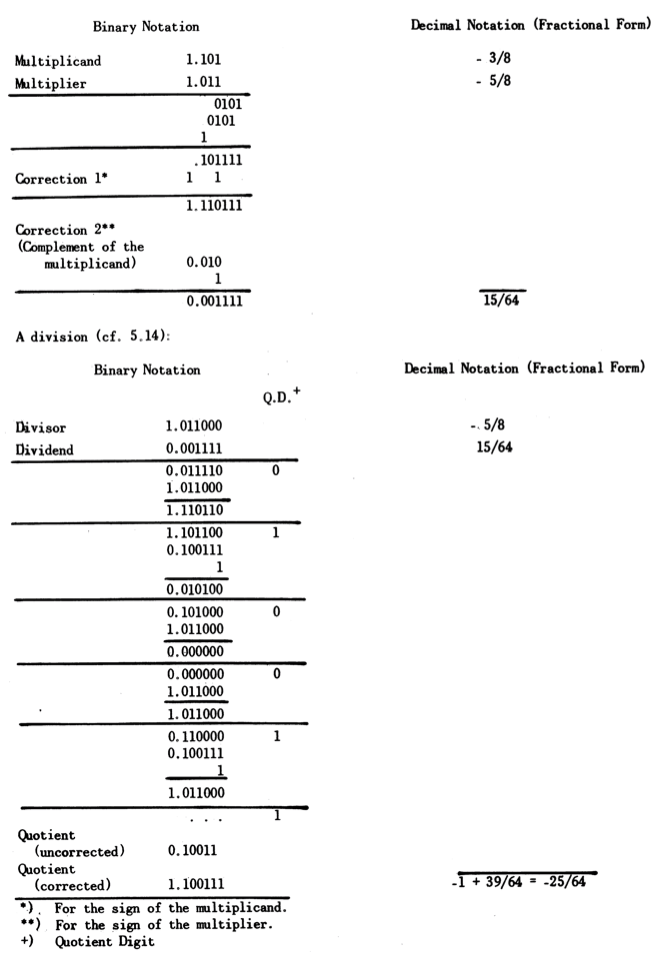 Binary Notation Decimal Notation (Fractional Form)
Multiplicand 1.101 - 3/8
Multiplier 1.011 - 5/8
0101
0101
1
.101111
Correction 1* 1 1
1.110111
Correction 2**
(Complement of the
multiplicand) 0.010
1
0.001111 15/64
A division (cf. 5.14):
Binary Notation Decimal Notation (Fractional Form)
Q.D.+
Divisor 1.011000 -. 5/8
Dividend 0.001111 15/64
0.011110 0
1.011000
1.110110
1.101100 1
0.100111
1
0.010100
0.101000 0
1.011000
0.000000
0.000000 0
1.011000
1.011000
0.110000 1
0.100111
1
1.011000
. . . 1
Quotient
(uncorrected) 0.10011
Quotient
(corrected) 1.100111 -1 + 39/64 = -25/64
*). For the sign of the multiplicand.
**) For the sign of the multiplier.
+) Quotient Digit